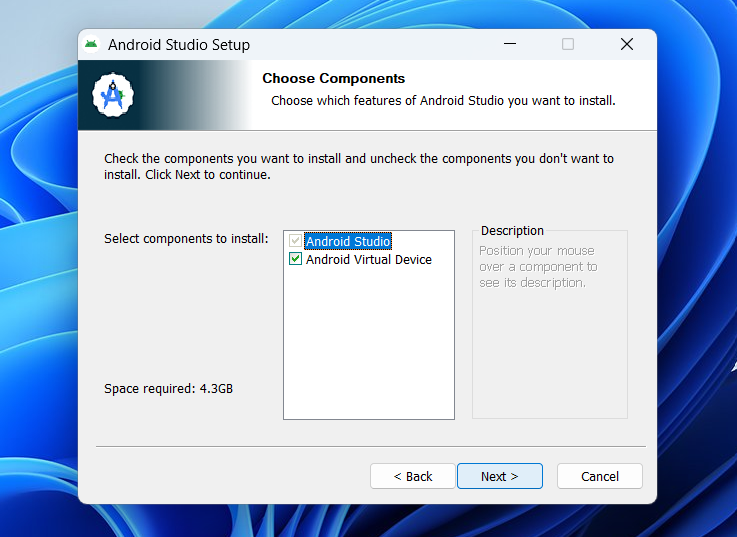 Android Studio Setup
Choose Components
Choose which features of Android Studio you want to install.
Check the components you want to install and uncheck the components you don't want to
install. Click Next to continue.
Select components to install:
Android Studio
Android Virtual Device
Description
Position your mouse
over a component to
see its description.
Space required: 4.3GB
< Back
Next >
Cancel